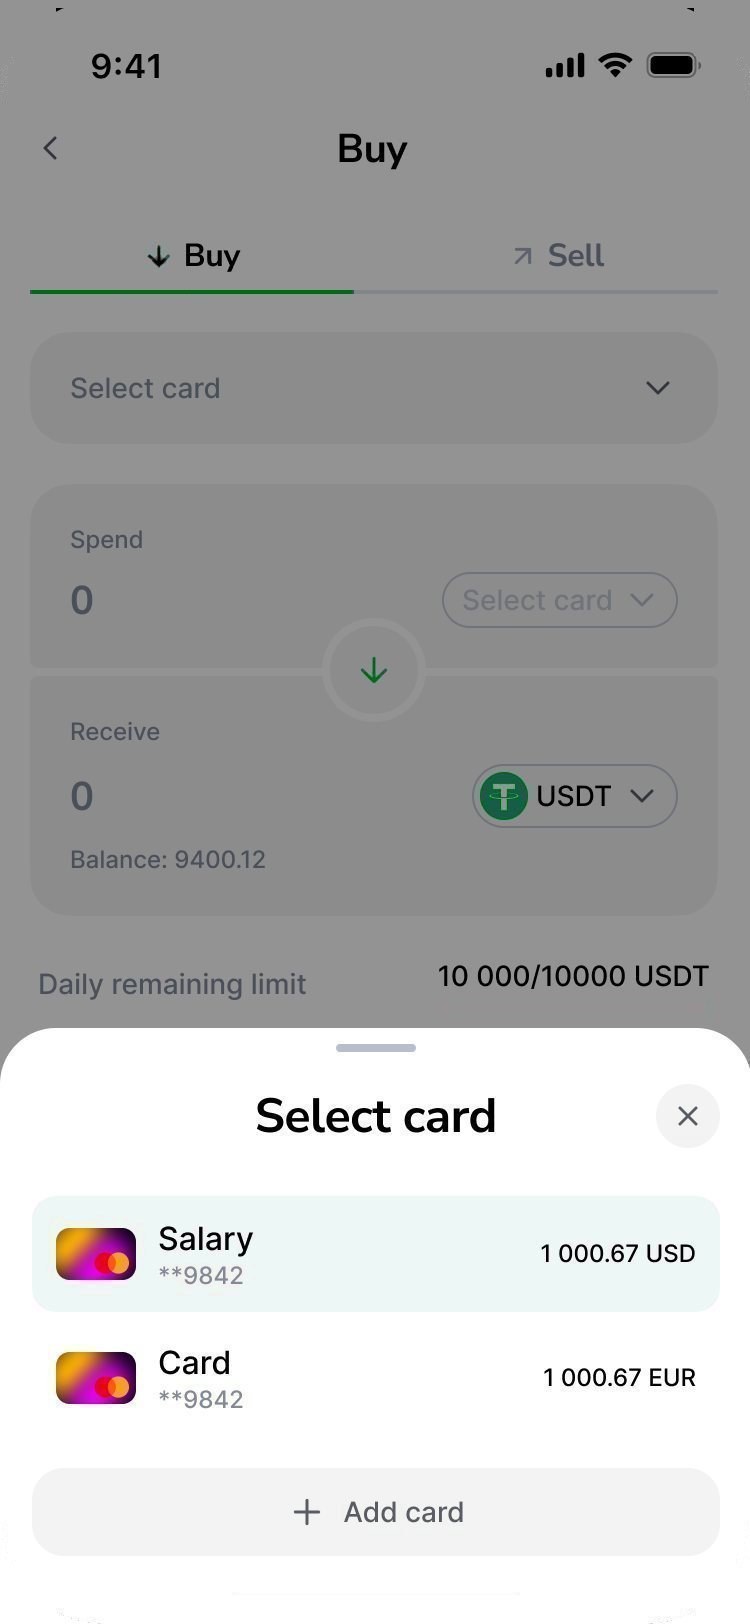 9:41
Buy
Buy
Sell
Select card
Spend
0
Select card
Receive
0
USDT
Balance: 9400.12
Daily remaining limit
10 000/10000 USDT
Select card
Salary
1 000.67 USD
**9842
Card
1 000.67 EUR
**9842
Add card